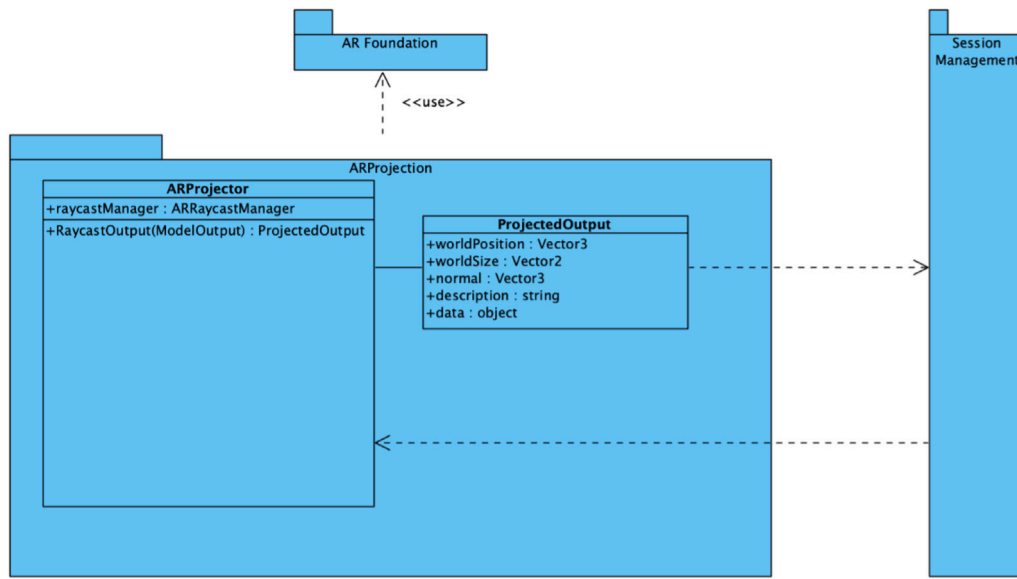 AR Foundation
Session
Management
<<use>>
ARProjection
ARProjector
+raycastManager : ARRaycastManager
+RaycastOutput(ModelOutput) : ProjectedOutput
ProjectedOutput
+worldPosition : Vector3
+worldSize : Vector2
+normal : Vector3
+description : string
+data : object